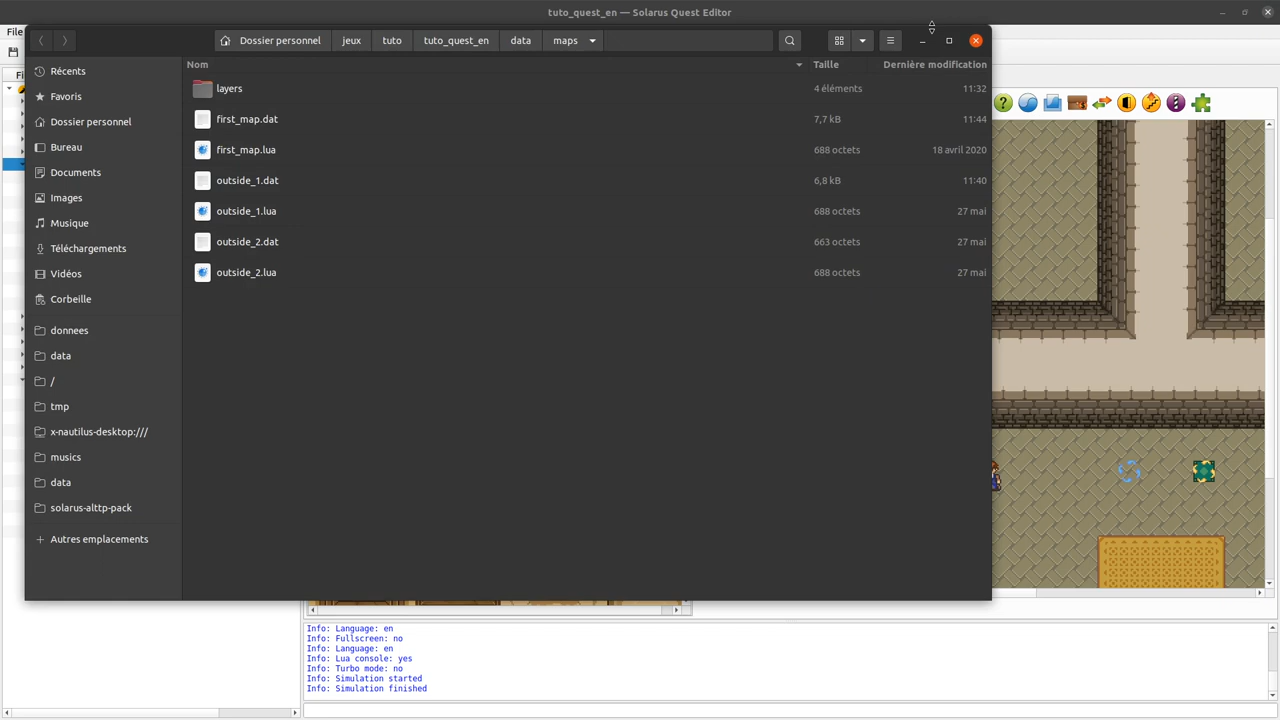 tuto_quest_en — Solarus Quest Editor
File
Dossier personnel jeux tuto tuto_quest_en data maps
Nom Taille Dernière modification
Récents
Favoris
Dossier personnel
Bureau
Documents
Images
Musique
Téléchargements
Vidéos
Corbeille
donnees
data
/
tmp
x-nautilus-desktop:///
musics
data
solarus-alttp-pack
Autres emplacements
layers 4 éléments 11:32
first_map.dat 7,7 kB 11:44
first_map.lua 688 octets 18 avril 2020
outside_1.dat 6,8 kB 11:40
outside_1.lua 688 octets 27 mai
outside_2.dat 663 octets 27 mai
outside_2.lua 688 octets 27 mai
Info: Language: en
Info: Fullscreen: no
Info: Language: en
Info: Lua console: yes
Info: Turbo mode: no
Info: Simulation started
Info: Simulation finished